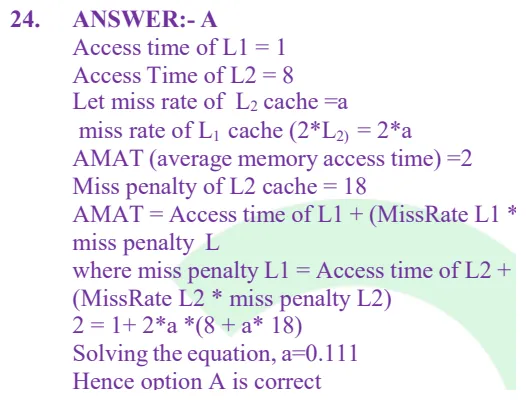 24. ANSWER:- A
Access time of L1 = 1
Access Time of L2 = 8
Let miss rate of L₂ cache =a
miss rate of L₁ cache (2*L₂₎ = 2*a
AMAT (average memory access time) =2
Miss penalty of L2 cache = 18
AMAT = Access time of L1 + (MissRate L1 *
miss penalty L
where miss penalty L1 = Access time of L2 +
(MissRate L2 * miss penalty L2)
2 = 1+ 2*a *(8 + a* 18)
Solving the equation, a=0.111
Hence option A is correct